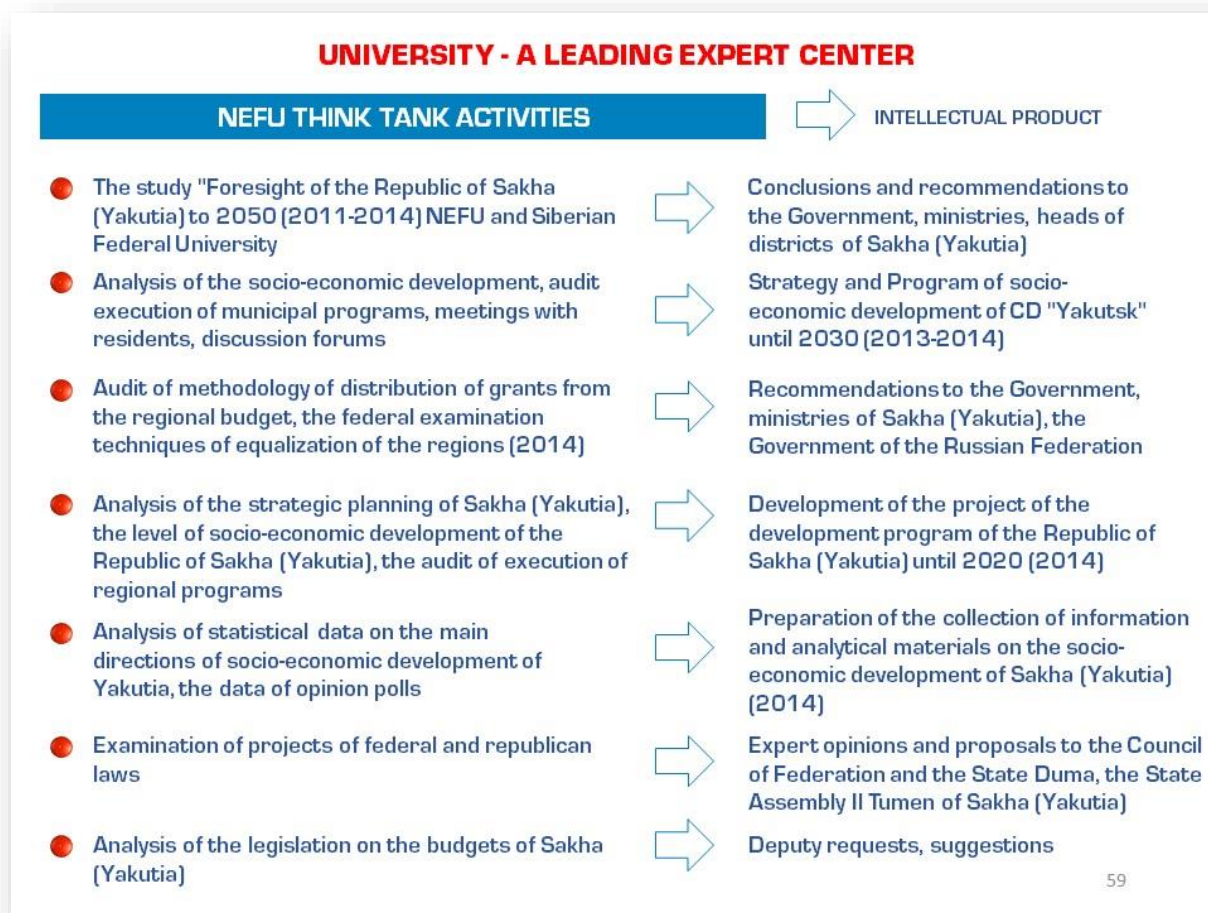 UNIVERSITY - A LEADING EXPERT CENTER
NEFU THINK TANK ACTIVITIES
INTELLECTUAL PRODUCT
The study "Foresight of the Republic of Sakha
(Yakutia) to 2050 (2011-2014) NEFU and Siberian
Federal University
Conclusions and recommendations to
the Government, ministries, heads of
districts of Sakha (Yakutia)
Analysis of the socio-economic development, audit
execution of municipal programs, meetings with
residents, discussion forums
Strategy and Program of socio-
economic development of CD "Yakutsk"
until 2030 (2013-2014)
Audit of methodology of distribution of grants from
the regional budget, the federal examination
techniques of equalization of the regions (2014)
Recommendations to the Government,
ministries of Sakha (Yakutia), the
Government of the Russian Federation
Analysis of the strategic planning of Sakha (Yakutia),
the level of socio-economic development of the
Republic of Sakha (Yakutia), the audit of execution of
regional programs
Development of the project of the
development program of the Republic of
Sakha (Yakutia) until 2020 (2014)
Analysis of statistical data on the main
directions of socio-economic development of
Yakutia, the data of opinion polls
Preparation of the collection of information
and analytical materials on the socio-
economic development of Sakha (Yakutia)
(2014)
Examination of projects of federal and republican
laws
Expert opinions and proposals to the Council
of Federation and the State Duma, the State
Assembly Il Tumen of Sakha (Yakutia)
Analysis of the legislation on the budgets of Sakha
(Yakutia)
Deputy requests, suggestions
59